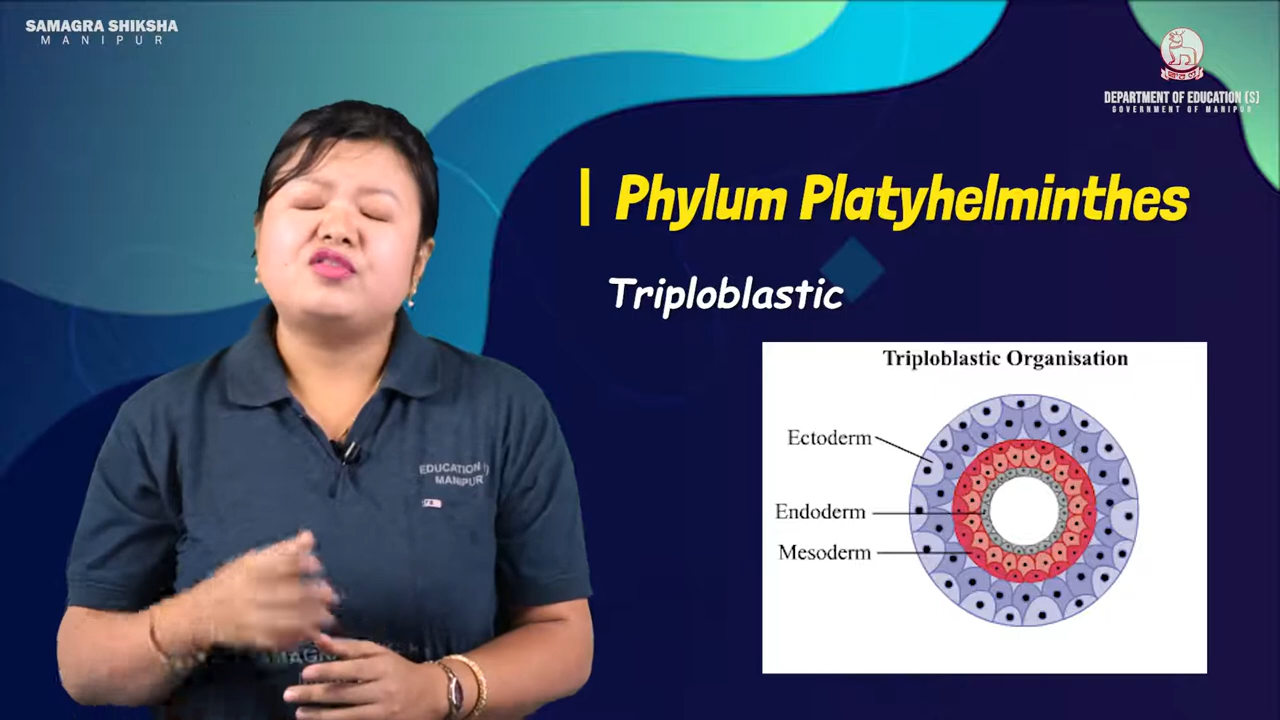 SAMAGRA SHIKSHA
MANIPUR
DEPARTMENT OF EDUCATION (S)
GOVERNMENT OF MANIPUR
| Phylum Platyhelminthes
Triploblastic
Triploblastic Organisation
Ectoderm
Endoderm
Mesoderm
EDUCATION
MANIPUR